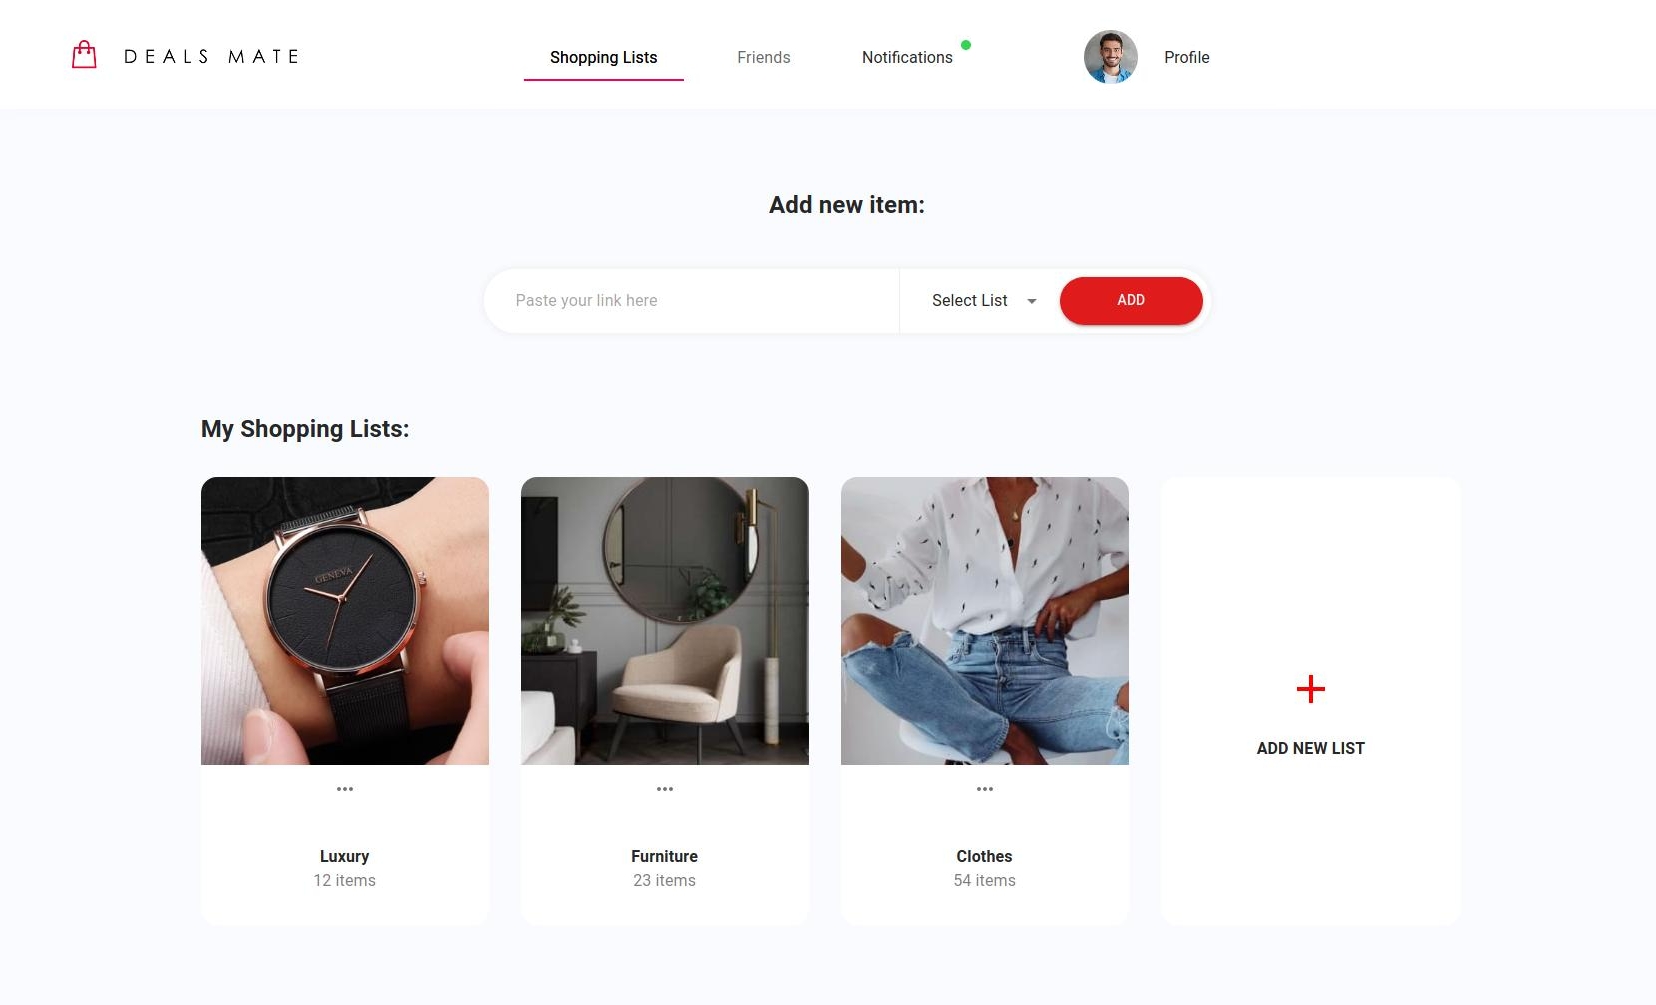 DEALS MATE
Shopping Lists
Friends
Notifications
Profile
Add new item:
Paste your link here
Select List
ADD
My Shopping Lists:
GENEVA
Luxury
12 items
Furniture
23 items
Clothes
54 items
ADD NEW LIST